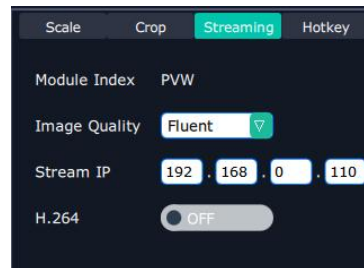 Scale Crop Streaming Hotkey
Module Index PVW
Image Quality Fluent
Stream IP 192 . 168 . 0 . 110
H.264 OFF